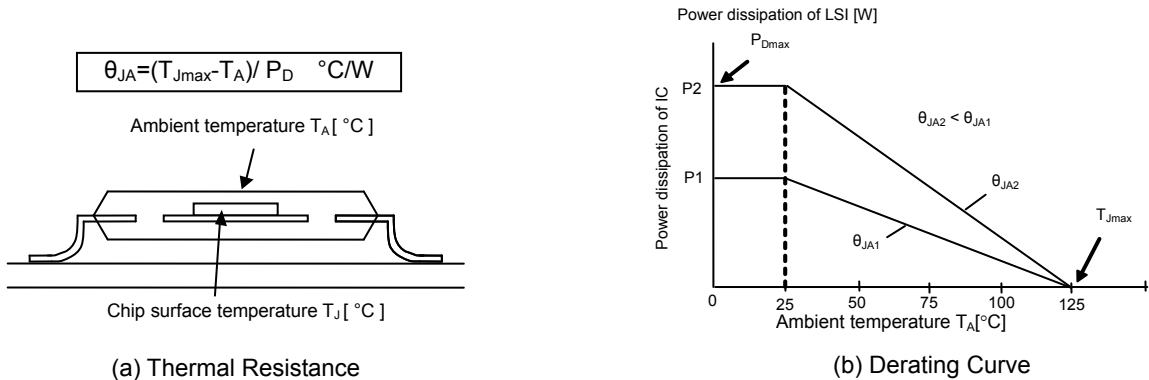 θJA=(TJmax-TA)/ PD °C/W
Ambient temperature TA[ °C ]
Chip surface temperature TJ[ °C ]
(a) Thermal Resistance
Power dissipation of LSI [W]
PDmax
P2
θJA2 < θJA1
Power dissipation of IC
P1
θJA2
TJmax
θJA1
0 25 50 75 100 125
Ambient temperature TA[°C]
(b) Derating Curve